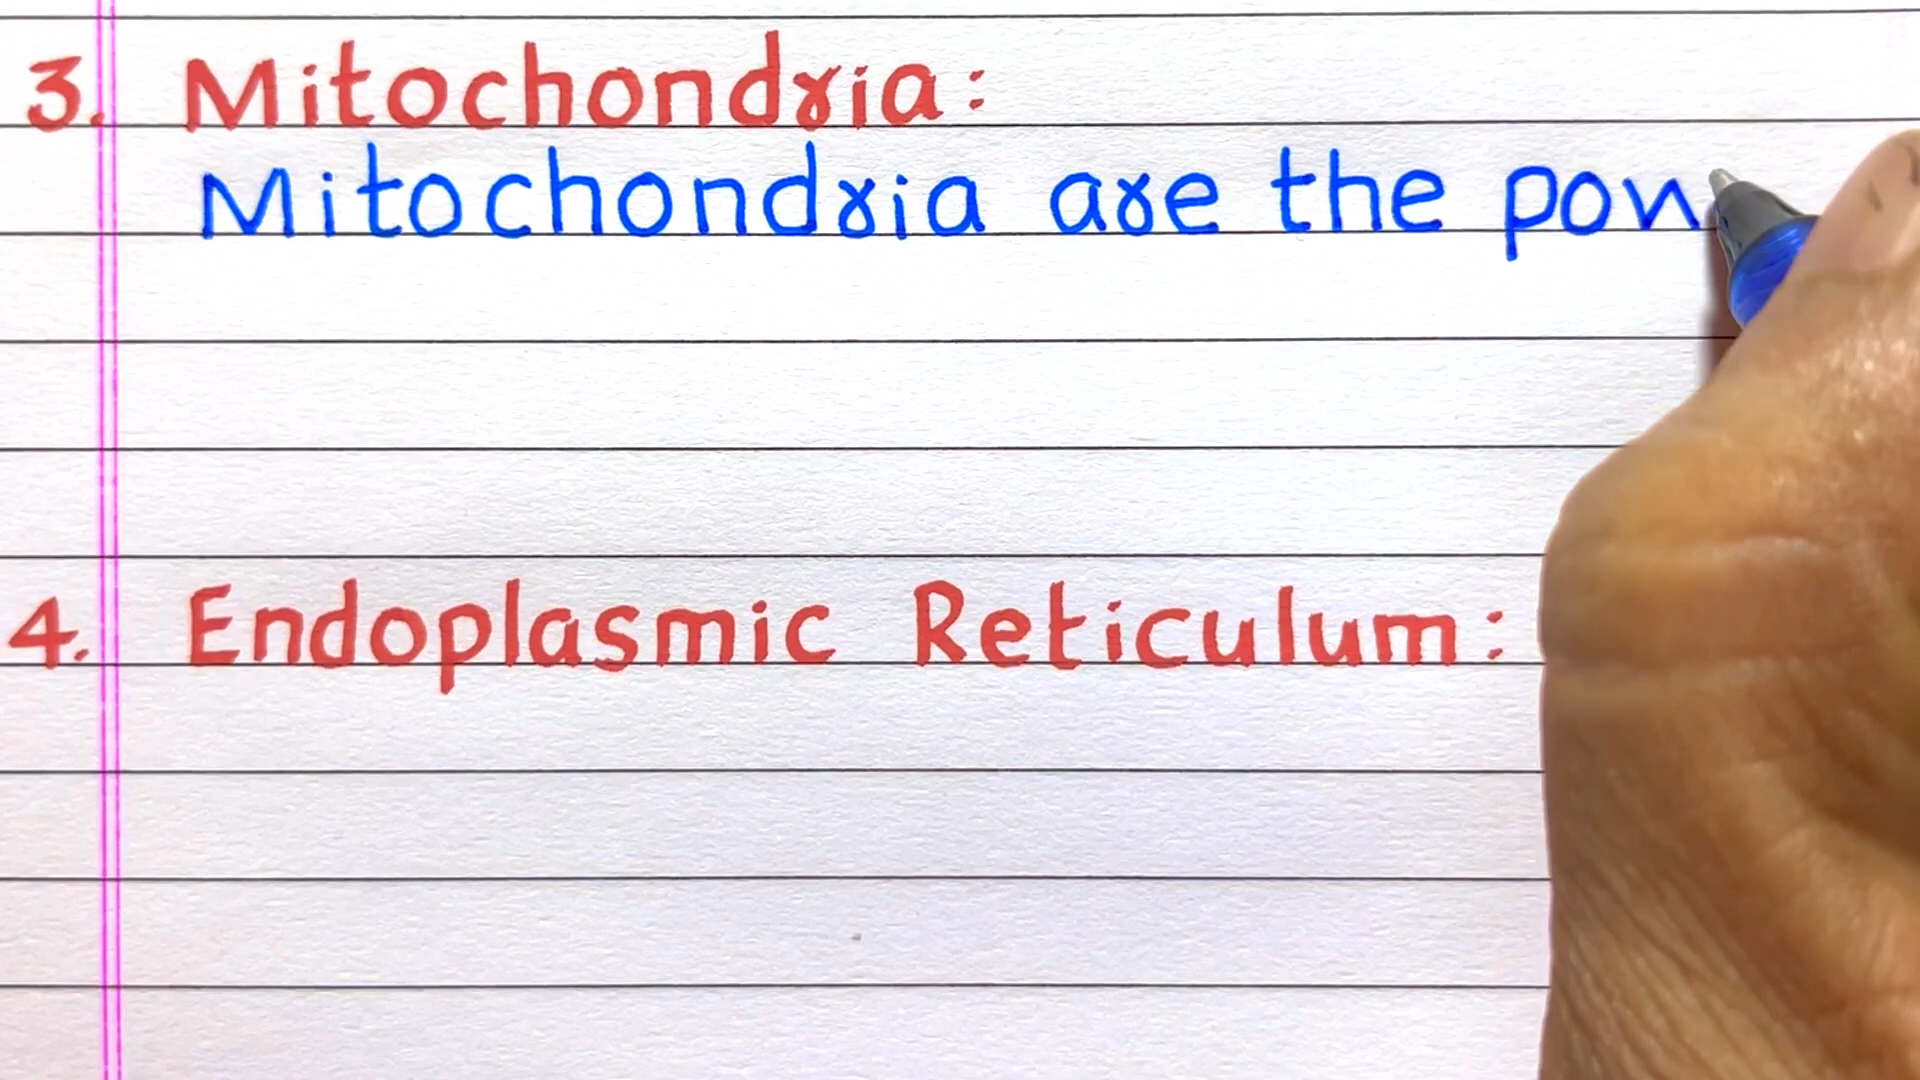 3. Mitochondria:
Mitochondria are the pow
4. Endoplasmic Reticulum: